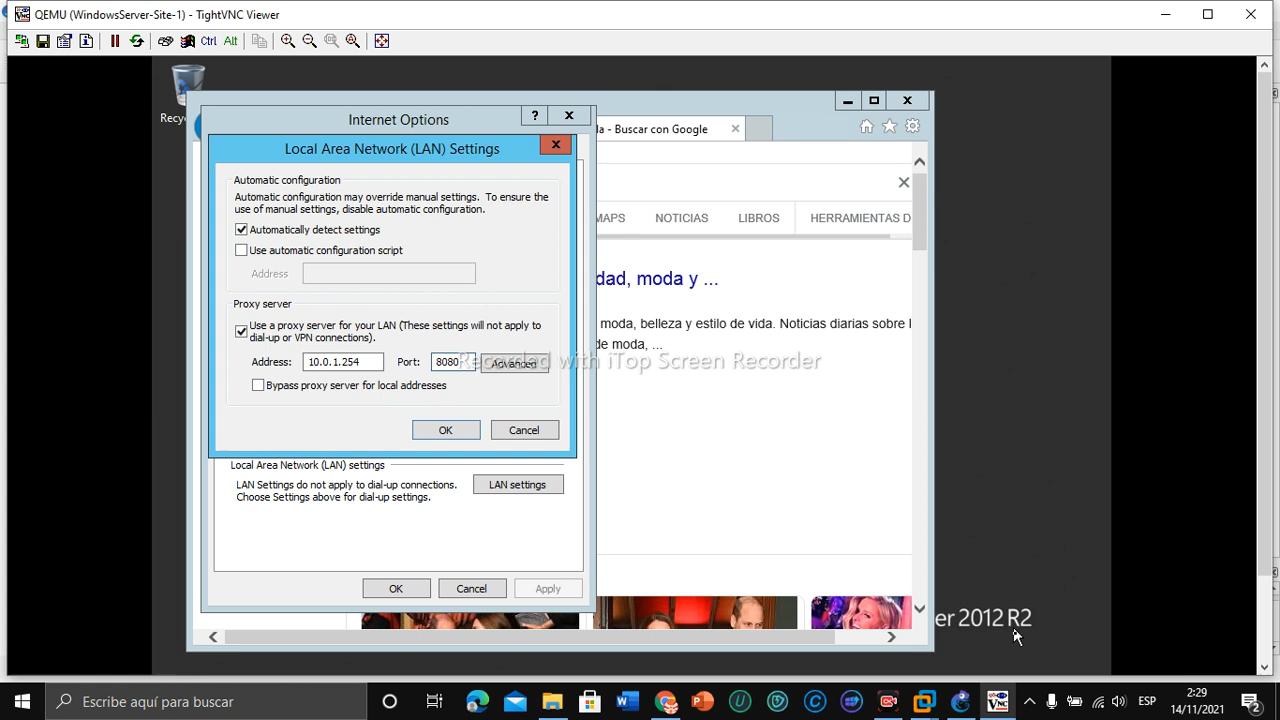 QEMU (WindowsServer-Site-1) - TightVNC Viewer
Ctrl Alt
Internet Options
?
la - Buscar con Google
Local Area Network (LAN) Settings
Automatic configuration
Automatic configuration may override manual settings. To ensure the
use of manual settings, disable automatic configuration.
Automatically detect settings
Use automatic configuration script
Address
Proxy server
Use a proxy server for your LAN (These settings will not apply to
dial-up or VPN connections).
Address: 10.0.1.254 Port: 8080 Advanced
Bypass proxy server for local addresses
OK Cancel
Local Area Network (LAN) settings
LAN Settings do not apply to dial-up connections.
Choose Settings above for dial-up settings.
LAN settings
OK Cancel Apply
MAPS NOTICIAS LIBROS HERRAMIENTAS D
dad, moda y ...
moda, belleza y estilo de vida. Noticias diarias sobre l
de moda, ...
Recorded with iTop Screen Recorder
er 2012 R2
Escribe aquí para buscar
ESP
2:29
14/11/2021
2